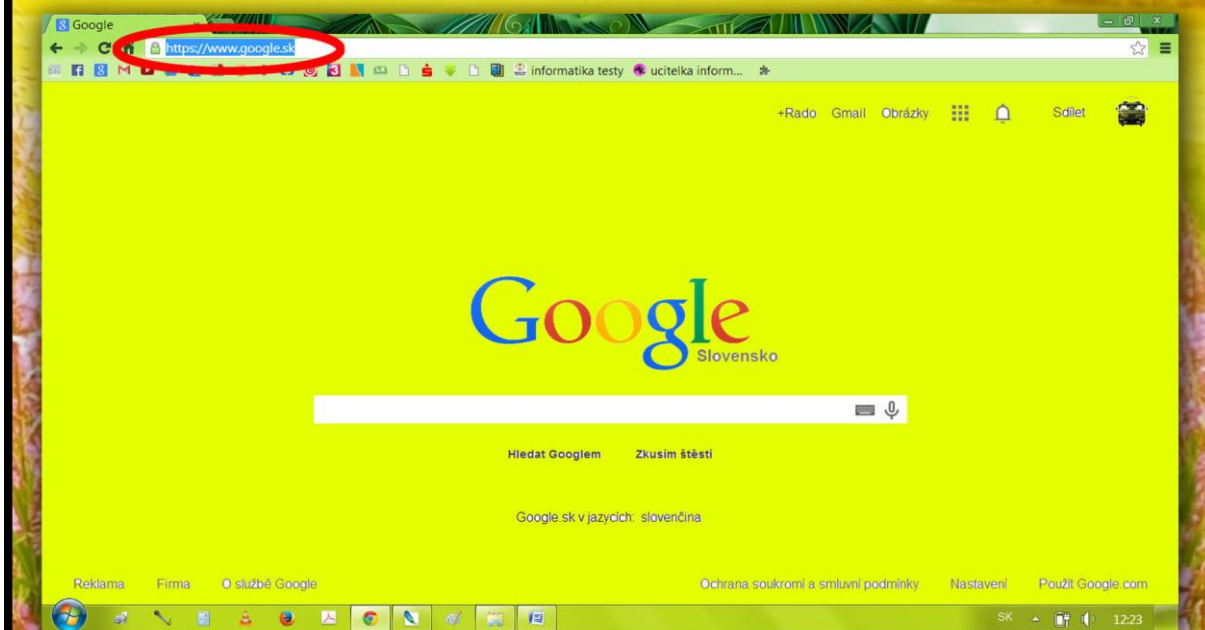 Google
https://www.google.sk
informatika testy ucitelka inform...
+Rado Gmail Obrázky Sdílet
Google
Slovensko
Hledat Googlem Zkusím štěstí
Google.sk v jazycích: slovenčina
Reklama Firma O službě Google Ochrana soukromí a smluvní podmínky Nastavení Použít Google.com
SK 12:23